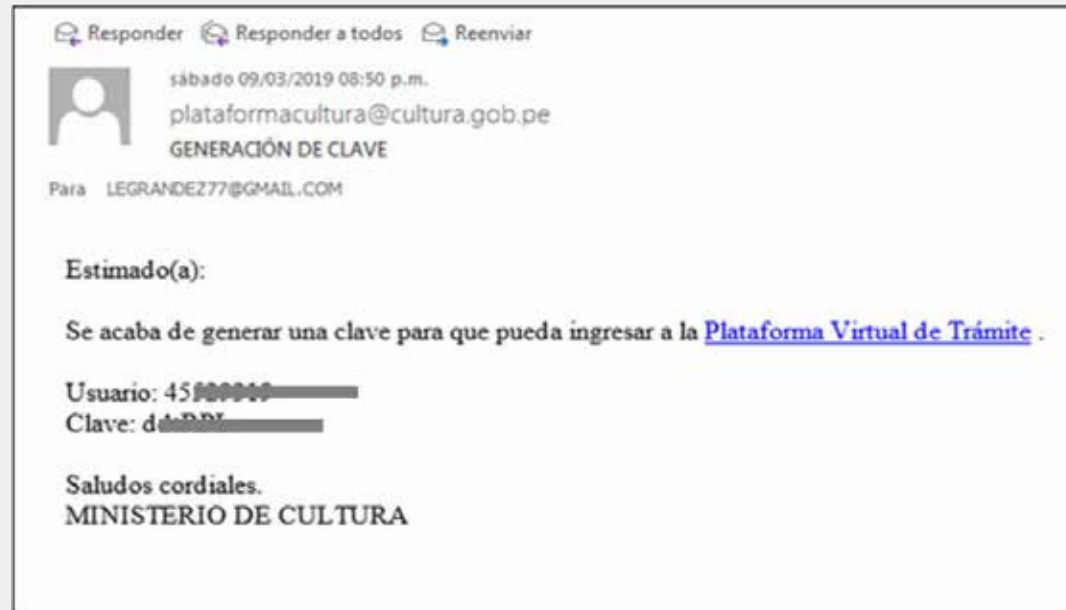 Responder Responder a todos Reenviar
sábado 09/03/2019 08:50 p.m.
plataformacultura@cultura.gob.pe
GENERACIÓN DE CLAVE
Para LEGRANDEZ77@GMAIL.COM
Estimado(a):
Se acaba de generar una clave para que pueda ingresar a la Plataforma Virtual de Trámite .
Usuario: 45
Clave: d
Saludos cordiales.
MINISTERIO DE CULTURA